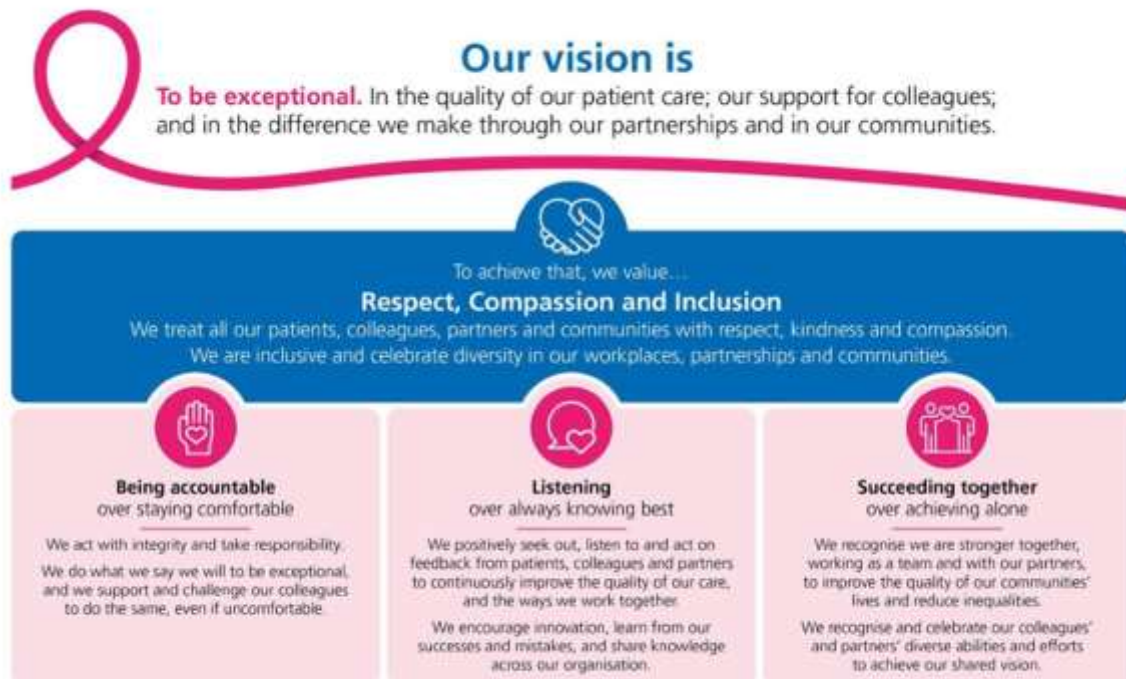 Our vision is
To be exceptional. In the quality of our patient care; our support for colleagues;
and in the difference we make through our partnerships and in our communities.
To achieve that, we value...
Respect, Compassion and Inclusion
We treat all our patients, colleagues, partners and communities with respect, kindness and compassion.
We are inclusive and celebrate diversity in our workplaces, partnerships and communities.
Being accountable
over staying comfortable
We act with integrity and take responsibility.
We do what we say we will to be exceptional,
and we support and challenge our colleagues
to do the same, even if uncomfortable.
Listening
over always knowing best
We positively seek out, listen to and act on
feedback from patients, colleagues and partners
to continuously improve the quality of our care,
and the ways we work together.
We encourage innovation, learn from our
successes and mistakes, and share knowledge
across our organisation.
Succeeding together
over achieving alone
We recognise we are stronger together,
working as a team and with our partners,
to improve the quality of our communities'
lives and reduce inequalities.
We recognise and celebrate our colleagues'
and partners' diverse abilities and efforts
to achieve our shared vision.